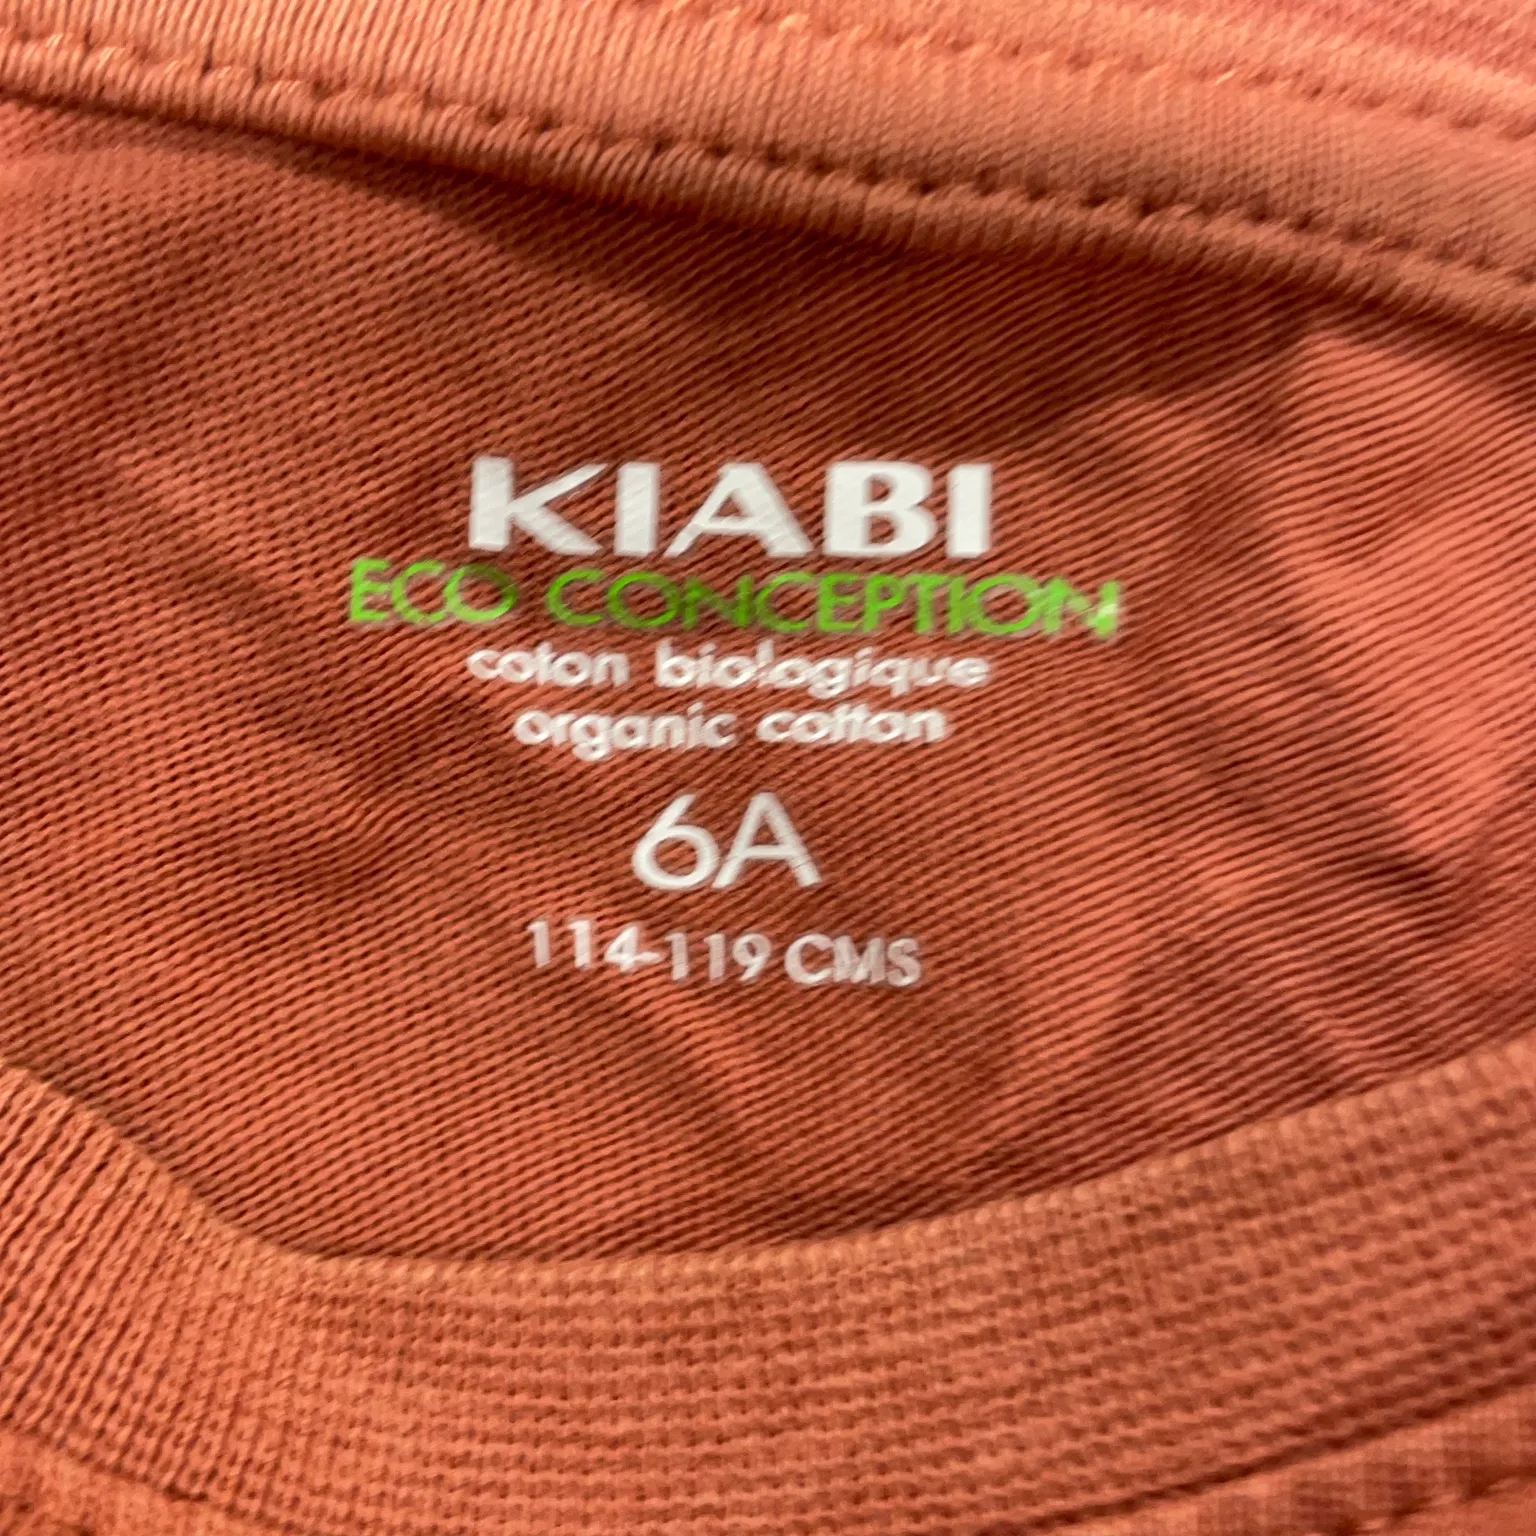 KIABI
ECO CONCEPTION
coton biologique
organic cotton
6A
114-119 CMS